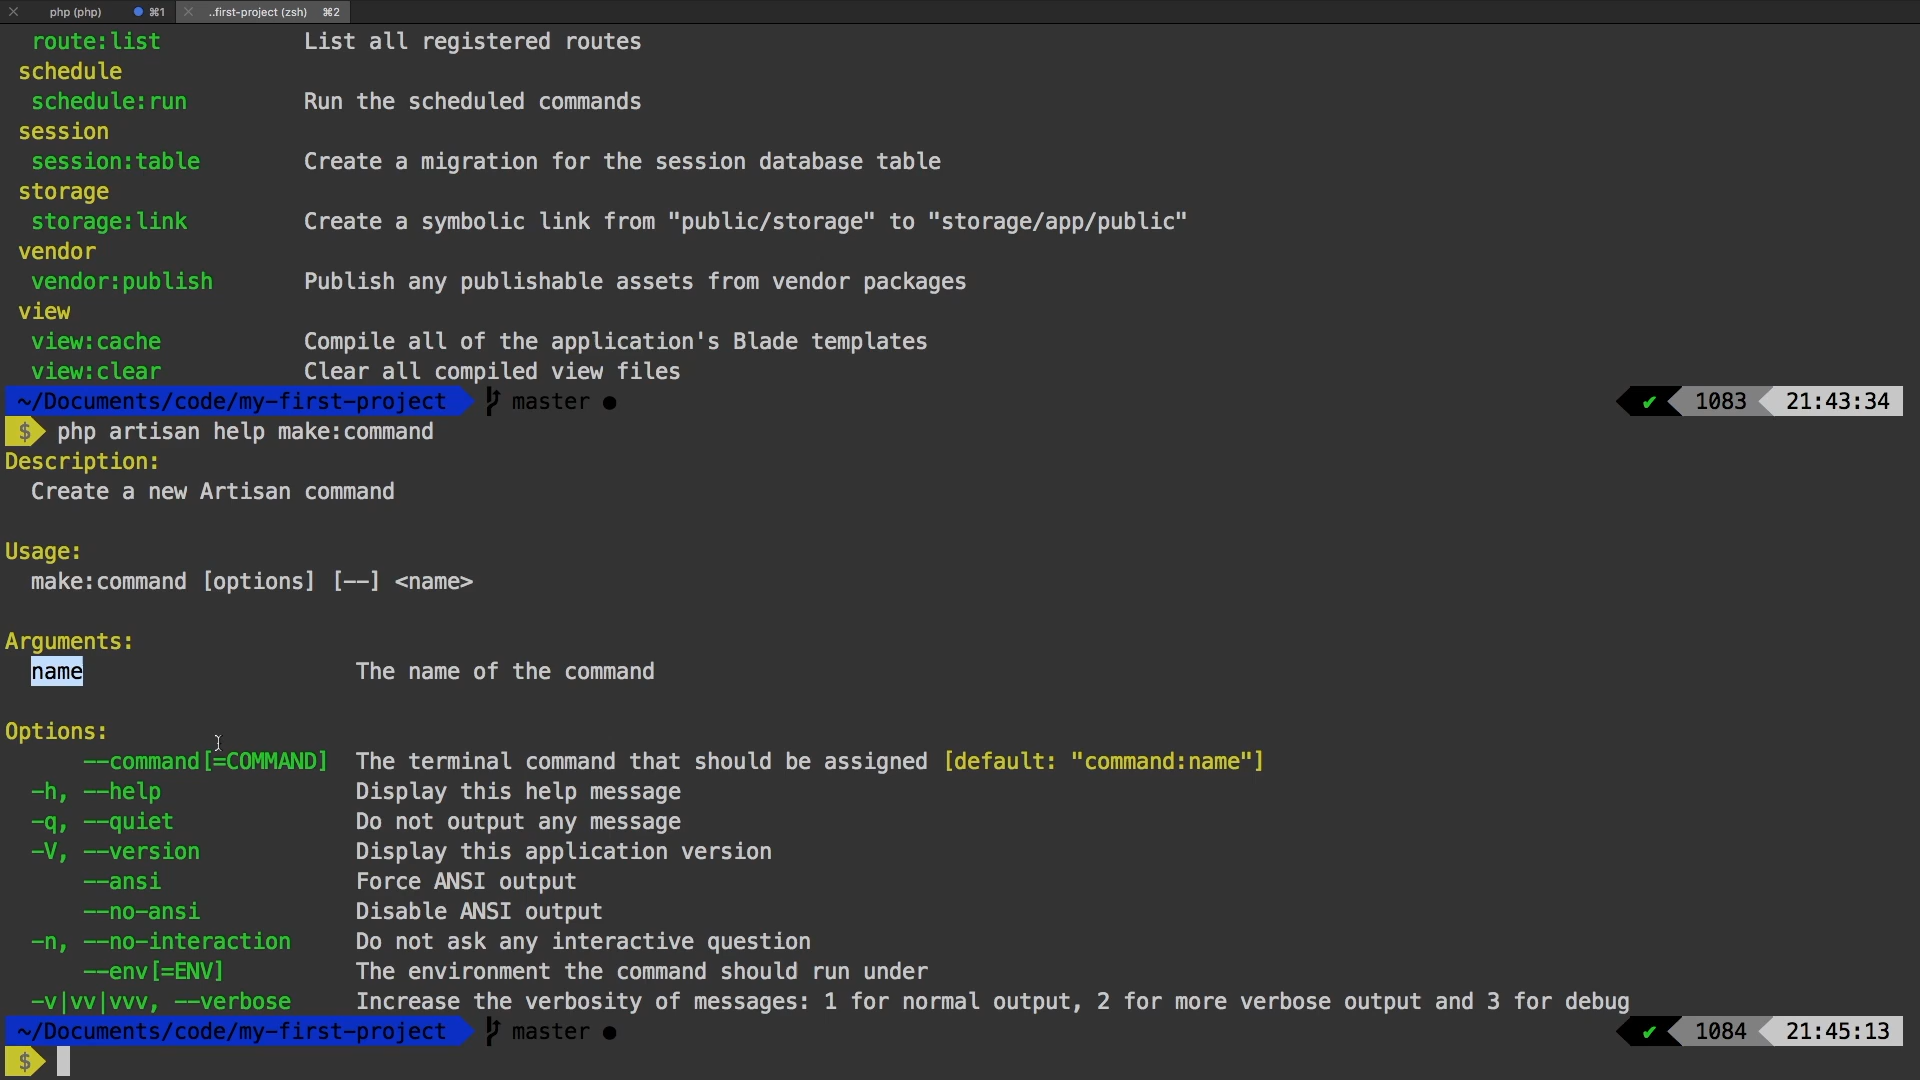 php (php) ⌘1 ..first-project (zsh) ⌘2
route:list List all registered routes
schedule
schedule:run Run the scheduled commands
session
session:table Create a migration for the session database table
storage
storage:link Create a symbolic link from "public/storage" to "storage/app/public"
vendor
vendor:publish Publish any publishable assets from vendor packages
view
view:cache Compile all of the application's Blade templates
view:clear Clear all compiled view files
~/Documents/code/my-first-project master ● ✔ 1083 21:43:34
$ php artisan help make:command
Description:
Create a new Artisan command
Usage:
make:command [options] [--] <name>
Arguments:
name The name of the command
Options:
--command[=COMMAND] The terminal command that should be assigned [default: "command:name"]
-h, --help Display this help message
-q, --quiet Do not output any message
-V, --version Display this application version
--ansi Force ANSI output
--no-ansi Disable ANSI output
-n, --no-interaction Do not ask any interactive question
--env[=ENV] The environment the command should run under
-v|vv|vvv, --verbose Increase the verbosity of messages: 1 for normal output, 2 for more verbose output and 3 for debug
~/Documents/code/my-first-project master ● ✔ 1084 21:45:13
$